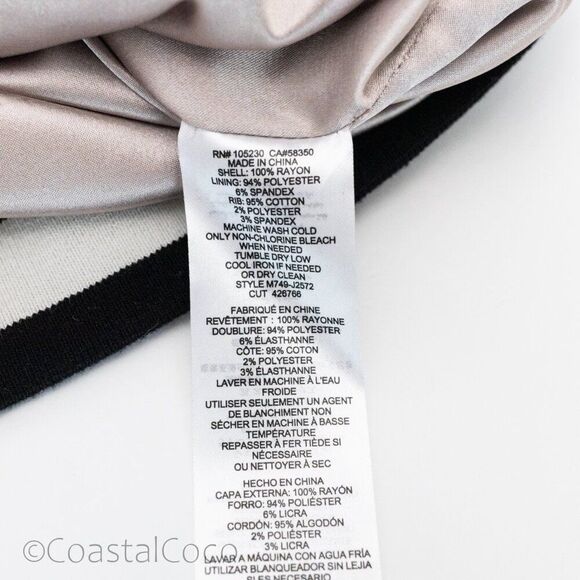 RN# 105230 CA#58350
MADE IN CHINA
SHELL: 100% RAYON
LINING: 94% POLYESTER
6% SPANDEX
RIB: 95% COTTON
2% POLYESTER
3% SPANDEX
MACHINE WASH COLD
ONLY NON-CHLORINE BLEACH
WHEN NEEDED
TUMBLE DRY LOW
COOL IRON IF NEEDED
OR DRY CLEAN
STYLE M749-J2572
CUT 426766
FABRIQUÉ EN CHINE
REVÊTEMENT : 100% RAYONNE
DOUBLURE: 94% POLYESTER
6% ÉLASTHANNE
CÔTE: 95% COTON
2% POLYESTER
3% ÉLASTHANNE
LAVER EN MACHINE À L'EAU
FROIDE
UTILISER SEULEMENT UN AGENT
DE BLANCHIMENT NON
SÉCHER EN MACHINE À BASSE
TEMPÉRATURE
REPASSER À FER TIÈDE SI
NÉCESSAIRE
OU NETTOYER À SEC
HECHO EN CHINA
CAPA EXTERNA: 100% RAYÓN
FORRO: 94% POLIÉSTER
6% LICRA
CORDÓN: 95% ALGODÓN
2% POLIÉSTER
3% LICRA
LAVAR A MÁQUINA CON AGUA FRÍA
UTILIZAR BLANQUEADOR SIN LEJIA
SI ES NECESARIO
©CoastalCoco